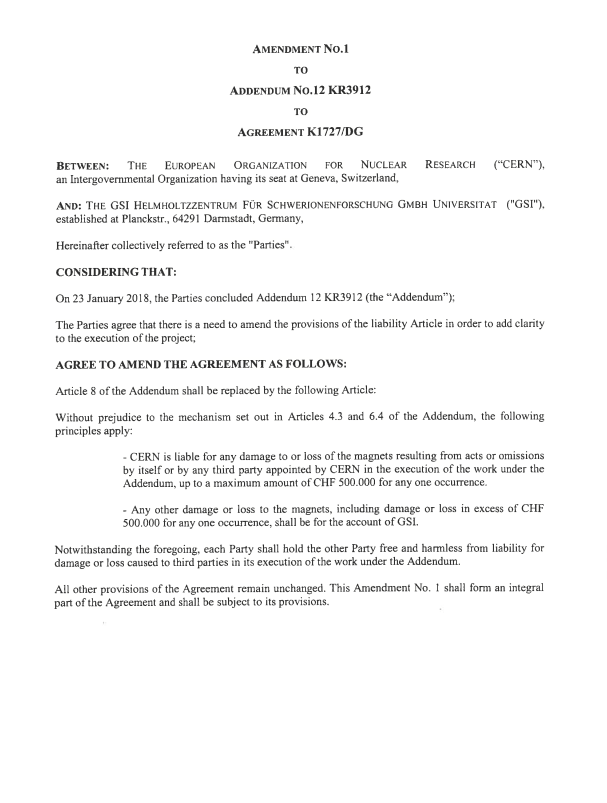 AMENDMENT NO.1
TO
ADDENDUM NO.12 KR3912
TO
AGREEMENT K1727/DG
BETWEEN: THE EUROPEAN ORGANIZATION FOR NUCLEAR RESEARCH (“CERN”),
an Intergovernmental Organization having its seat at Geneva, Switzerland,
AND: THE GSI HELMHOLTZZENTRUM FÜR SCHWERIONENFORSCHUNG GMBH UNIVERSITAT ("GSI"),
established at Planckstr., 64291 Darmstadt, Germany,
Hereinafter collectively referred to as the "Parties".
CONSIDERING THAT:
On 23 January 2018, the Parties concluded Addendum 12 KR3912 (the “Addendum”);
The Parties agree that there is a need to amend the provisions of the liability Article in order to add clarity
to the execution of the project;
AGREE TO AMEND THE AGREEMENT AS FOLLOWS:
Article 8 of the Addendum shall be replaced by the following Article:
Without prejudice to the mechanism set out in Articles 4.3 and 6.4 of the Addendum, the following
principles apply:
- CERN is liable for any damage to or loss of the magnets resulting from acts or omissions
by itself or by any third party appointed by CERN in the execution of the work under the
Addendum, up to a maximum amount of CHF 500.000 for any one occurrence.
- Any other damage or loss to the magnets, including damage or loss in excess of CHF
500.000 for any one occurrence, shall be for the account of GSI.
Notwithstanding the foregoing, each Party shall hold the other Party free and harmless from liability for
damage or loss caused to third parties in its execution of the work under the Addendum.
All other provisions of the Agreement remain unchanged. This Amendment No. 1 shall form an integral
part of the Agreement and shall be subject to its provisions.